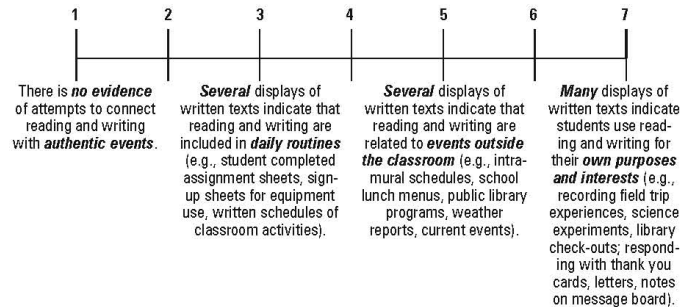 1 2 3 4 5 6 7
There is no evidence
of attempts to connect
reading and writing
with authentic events.
Several displays of
written texts indicate that
reading and writing are
included in daily routines
(e.g., student completed
assignment sheets, sign-
up sheets for equipment
use, written schedules of
classroom activities).
Several displays of
written texts indicate that
reading and writing are
related to events outside
the classroom (e.g., intra-
mural schedules, school
lunch menus, public library
programs, weather
reports, current events).
Many displays of
written texts indicate
students use read-
ing and writing for
their own purposes
and interests (e.g.,
recording field trip
experiences, science
experiments, library
check-outs; respond-
ing with thank you
cards, letters, notes
on message board).